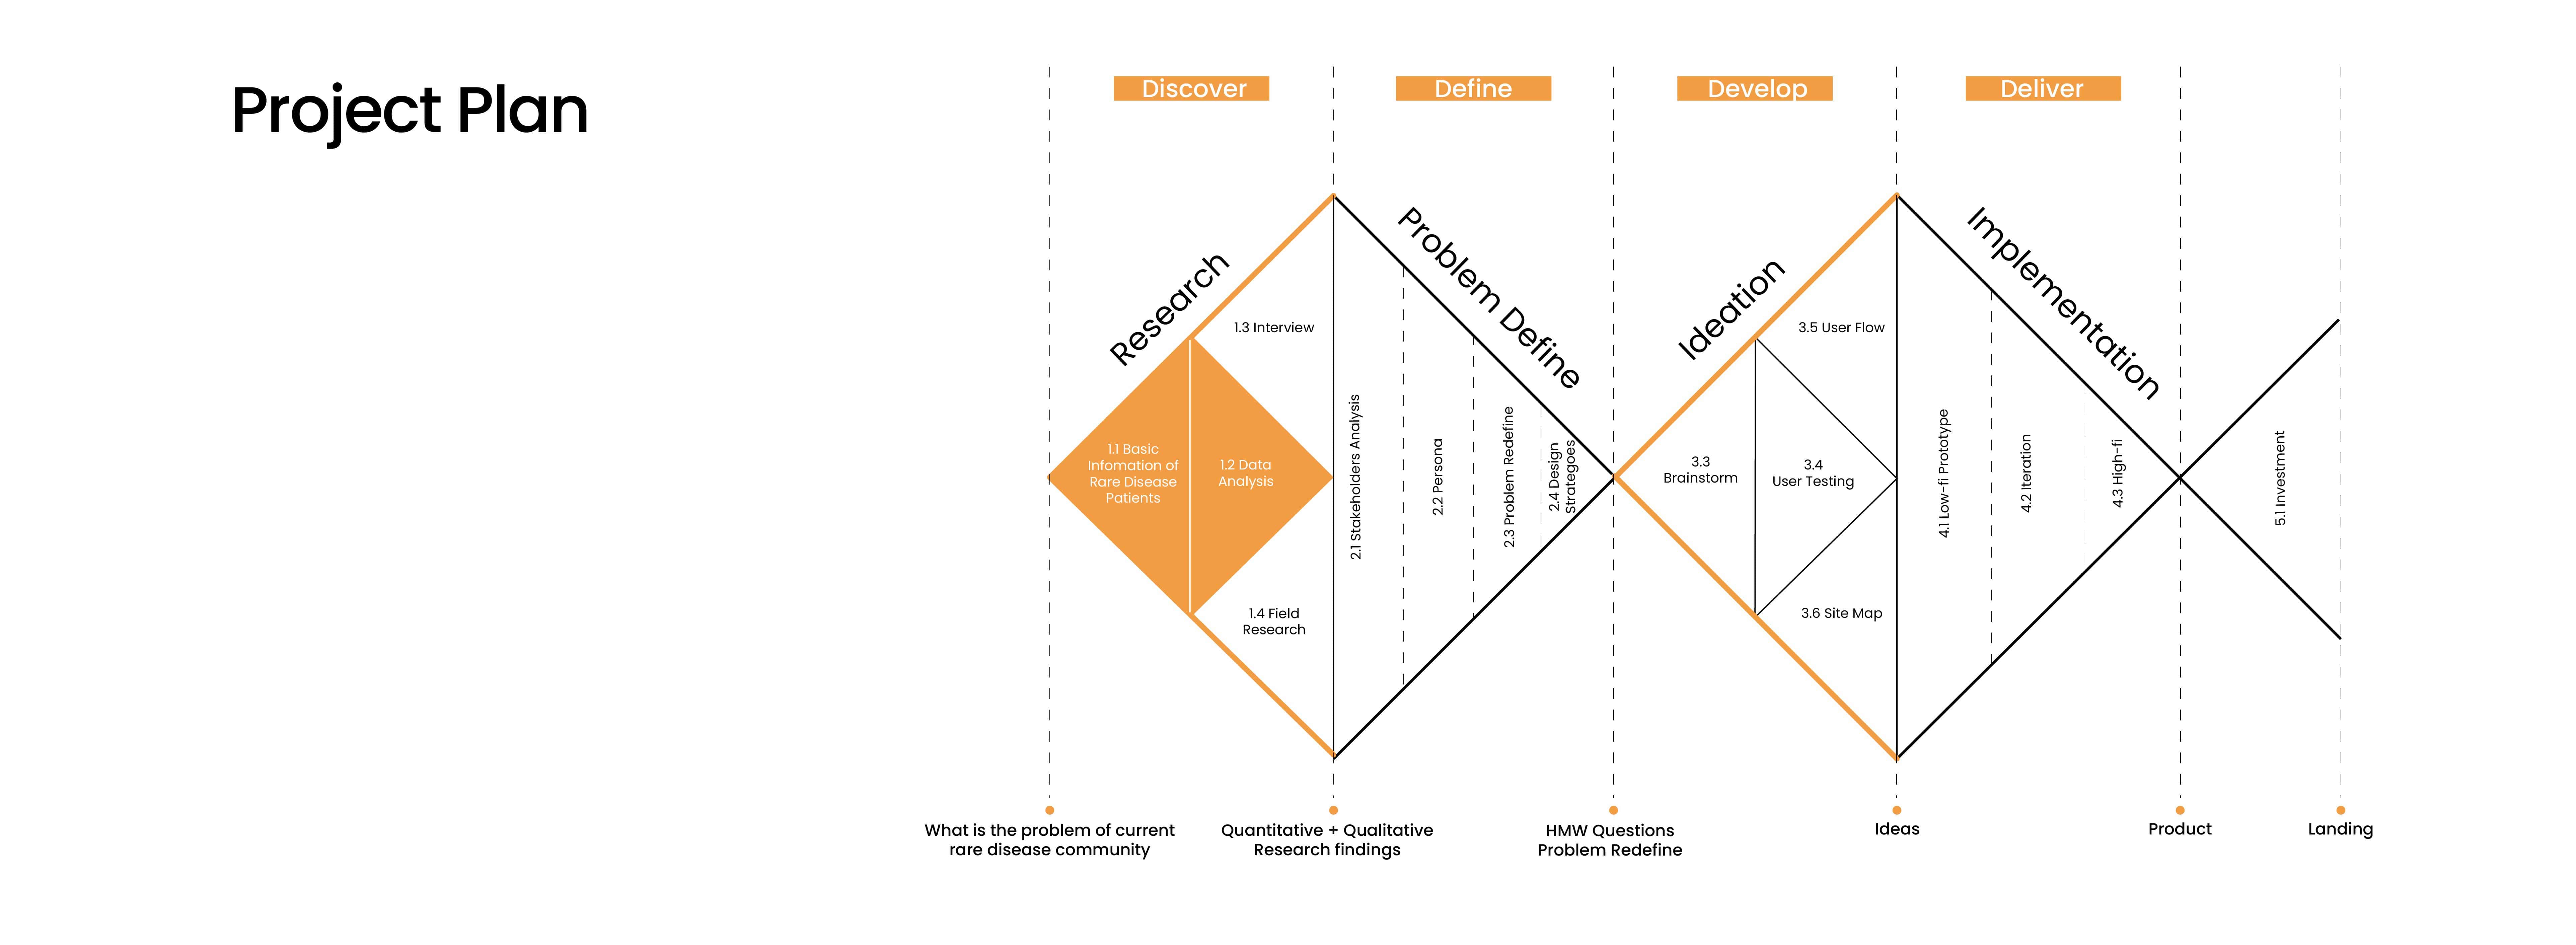 Project Plan
Discover
Define
Develop
Deliver
Research
Problem Define
Ideation
Implementation
1.3 Interview
1.1 Basic
Infomation of
Rare Disease
Patients
1.2 Data
Analysis
1.4 Field
Research
2.1 Stakeholders Analysis
2.2 Persona
2.3 Problem Redefine
2.4 Design
Strategoes
3.5 User Flow
3.3
Brainstorm
3.4
User Testing
3.6 Site Map
4.1 Low-fi Prototype
4.2 Iteration
4.3 High-fi
5.1 Investment
What is the problem of current
rare disease community
Quantitative + Qualitative
Research findings
HMW Questions
Problem Redefine
Ideas
Product
Landing